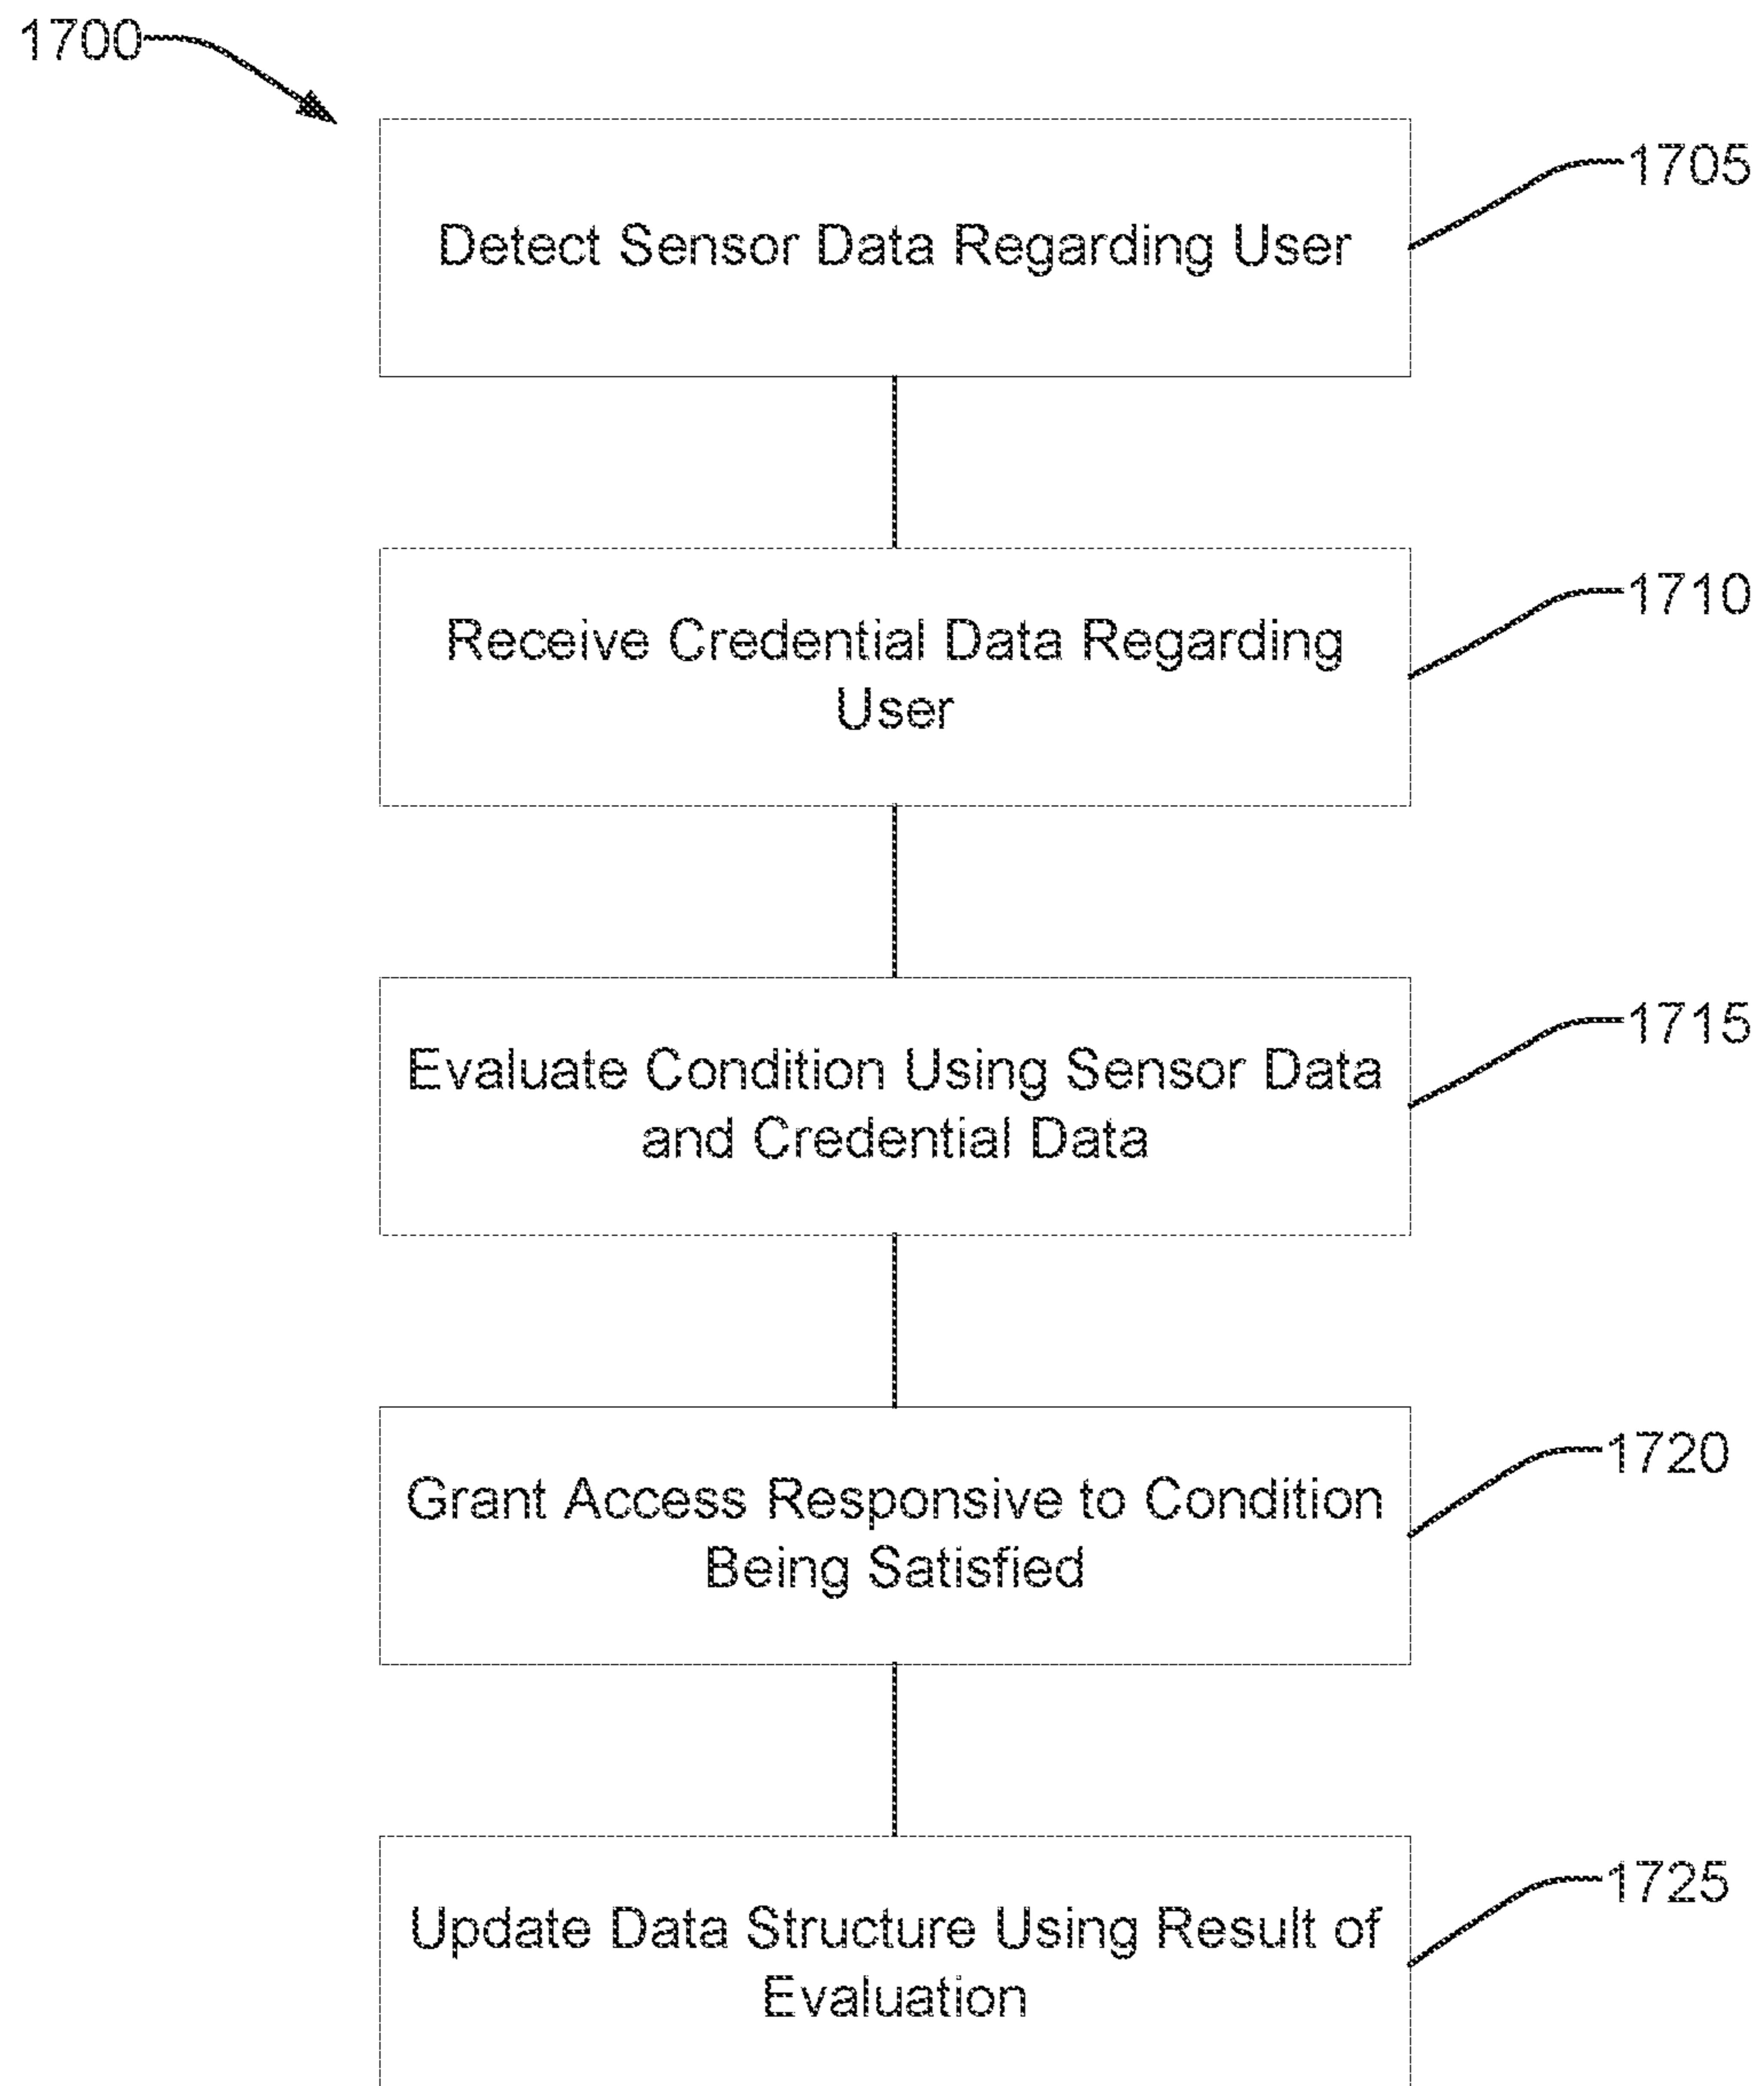 1700
1705
Detect Sensor Data Regarding User
1710
Receive Credential Data Regarding
User
1715
Evaluate Condition Using Sensor Data
and Credential Data
1720
Grant Access Responsive to Condition
Being Satisfied
1725
Update Data Structure Using Result of
Evaluation